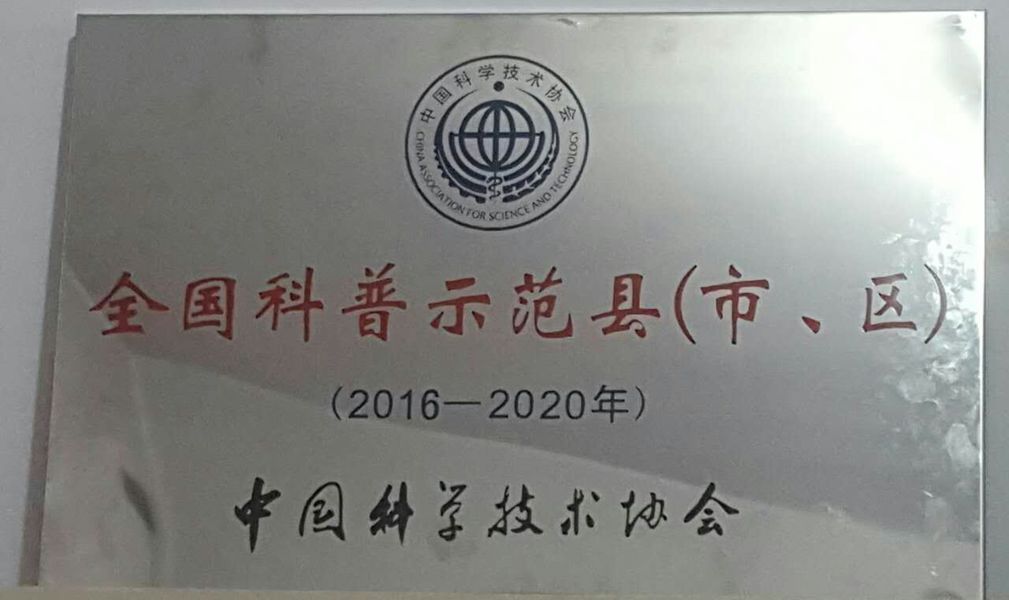 中国科学技术协会
CHINA ASSOCIATION FOR SCIENCE AND TECHNOLOGY
全国科普示范县(市、区)
(2016—2020年)
中国科学技术协会